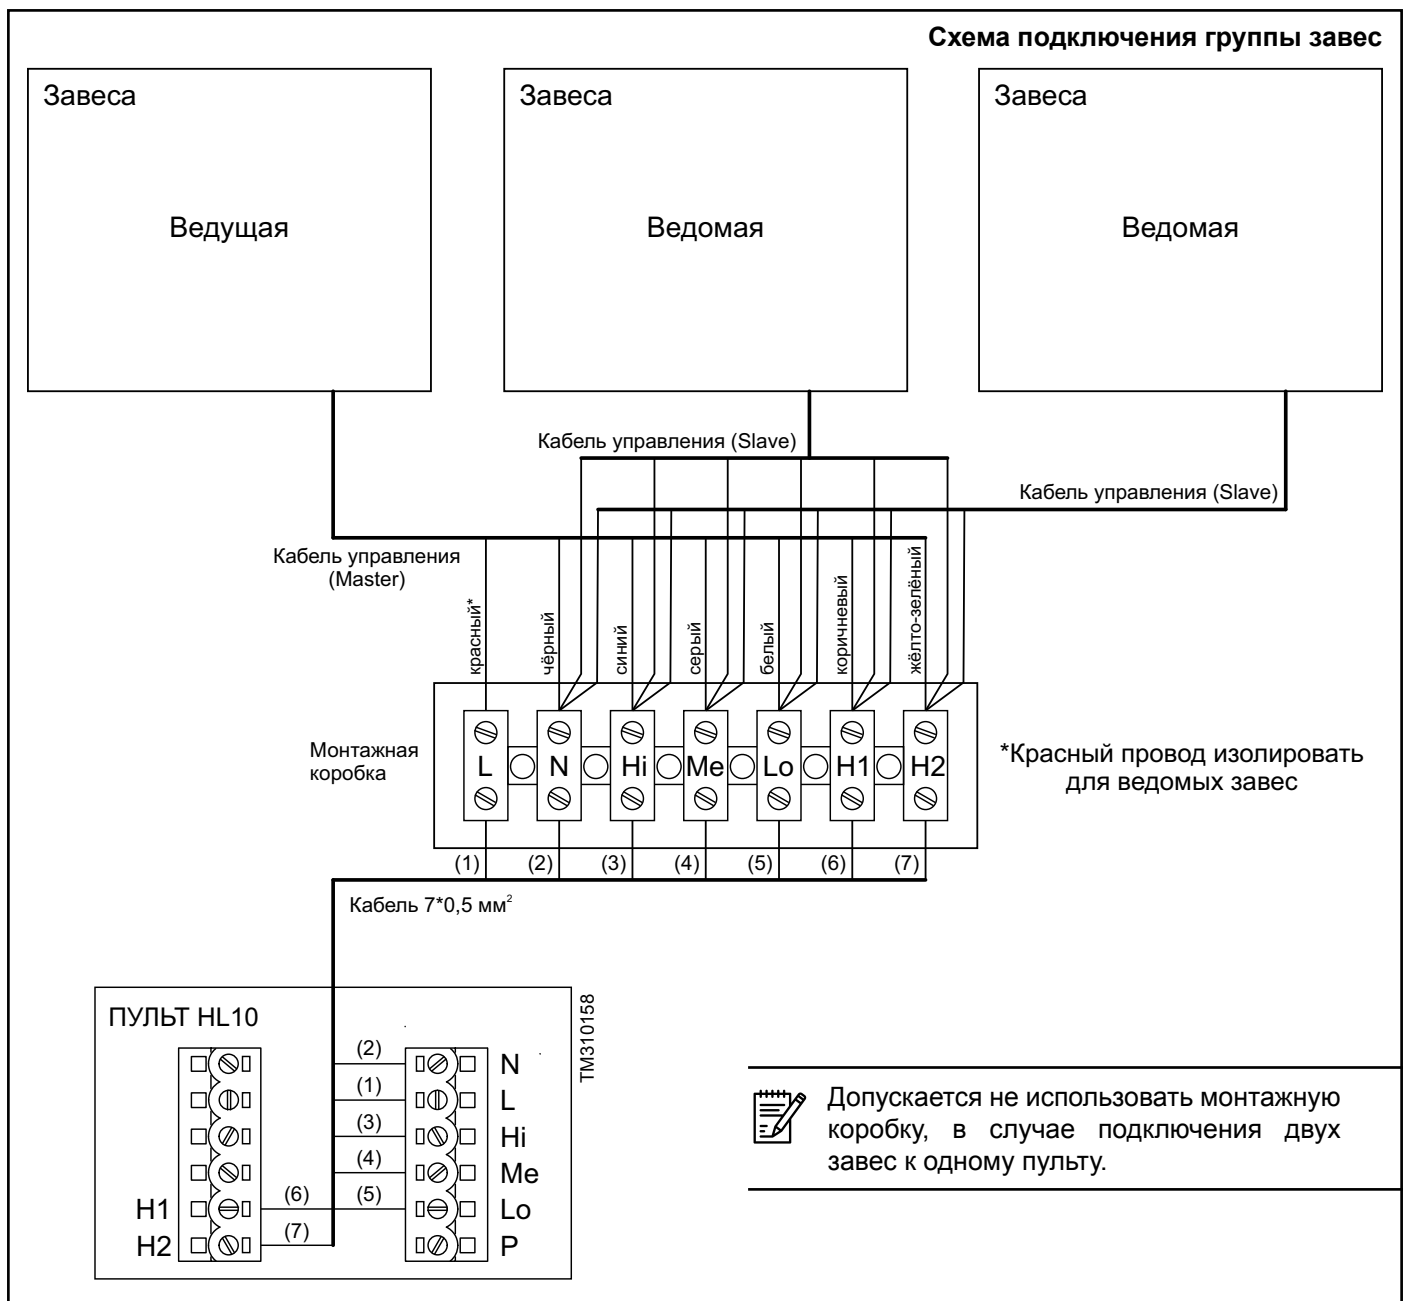 Схема подключения группы завес
Завеса
Ведущая
Завеса
Ведомая
Завеса
Ведомая
Кабель управления (Slave)
Кабель управления (Slave)
Кабель управления
(Master)
красный*
чёрный
синий
серый
белый
коричневый
жёлто-зелёный
Монтажная
коробка
L N Hi Me Lo H1 H2
*Красный провод изолировать
для ведомых завес
(1) (2) (3) (4) (5) (6) (7)
Кабель 7*0,5 мм²
ПУЛЬТ HL10
TM310158
(2) N
(1) L
(3) Hi
(4) Me
H1 (6) (5) Lo
H2 (7) P
Допускается не использовать монтажную
коробку, в случае подключения двух
завес к одному пульту.